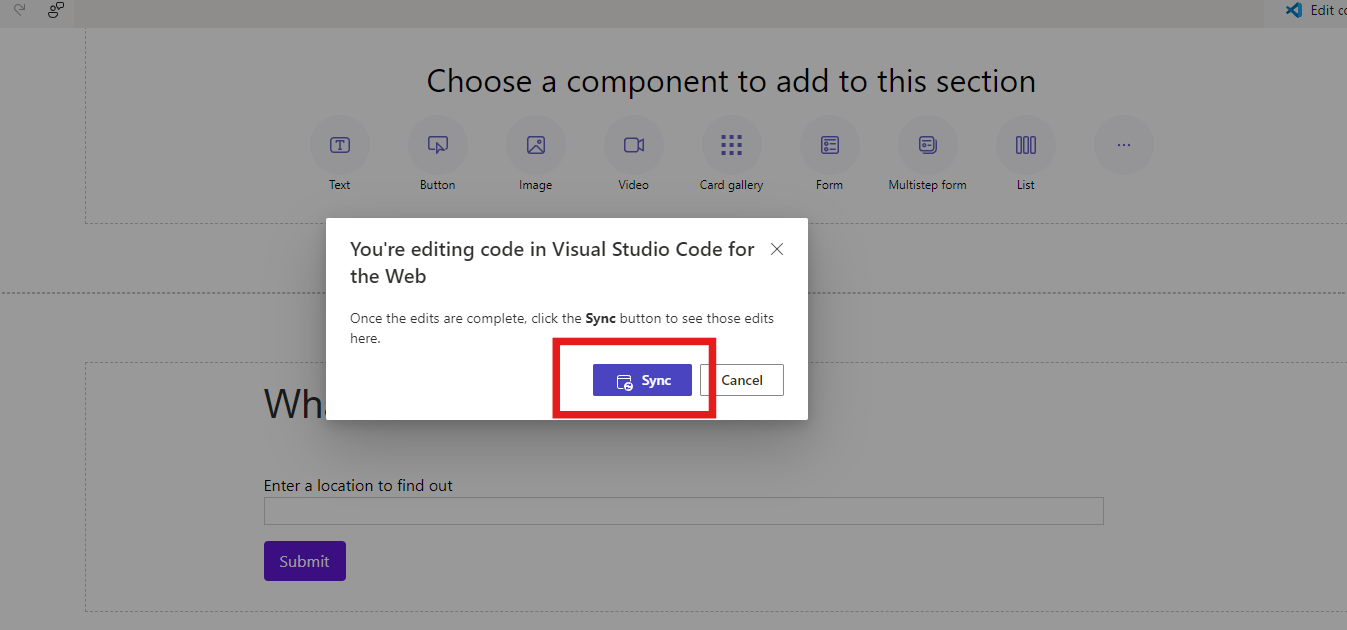 Edit
Choose a component to add to this section
Text
Button
Image
Video
Card gallery
Form
Multistep form
List
You're editing code in Visual Studio Code for
the Web
Once the edits are complete, click the Sync button to see those edits
here.
Sync
Cancel
Enter a location to find out
Submit